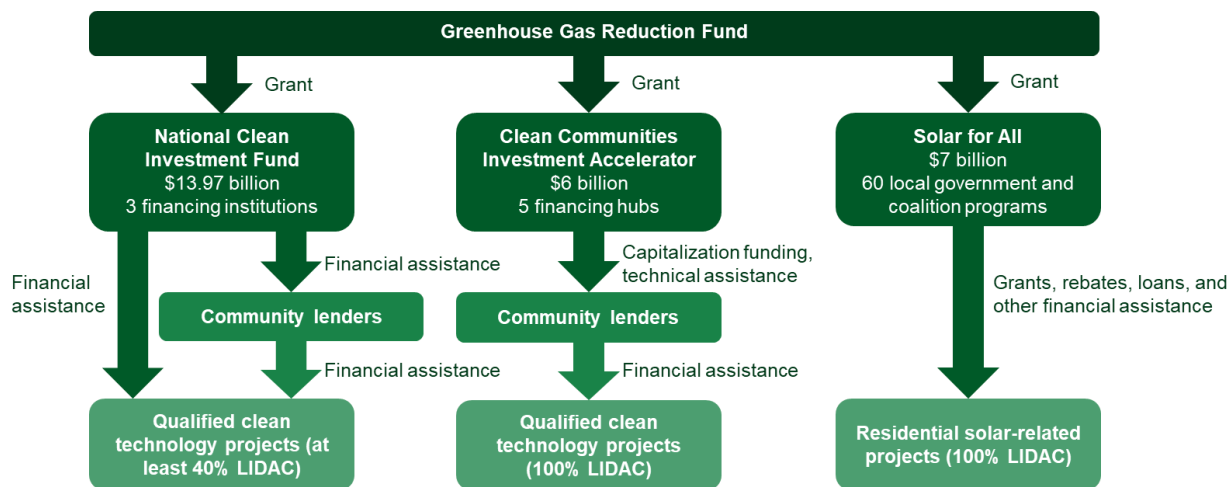 Greenhouse Gas Reduction Fund
Grant
Grant
Grant
National Clean
Investment Fund
$13.97 billion
3 financing institutions
Clean Communities
Investment Accelerator
$6 billion
5 financing hubs
Solar for All
$7 billion
60 local government and
coalition programs
Financial
assistance
Financial assistance
Capitalization funding,
technical assistance
Grants, rebates, loans, and
other financial assistance
Community lenders
Community lenders
Financial assistance
Financial assistance
Qualified clean
technology projects (at
least 40% LIDAC)
Qualified clean
technology projects
(100% LIDAC)
Residential solar-related
projects (100% LIDAC)